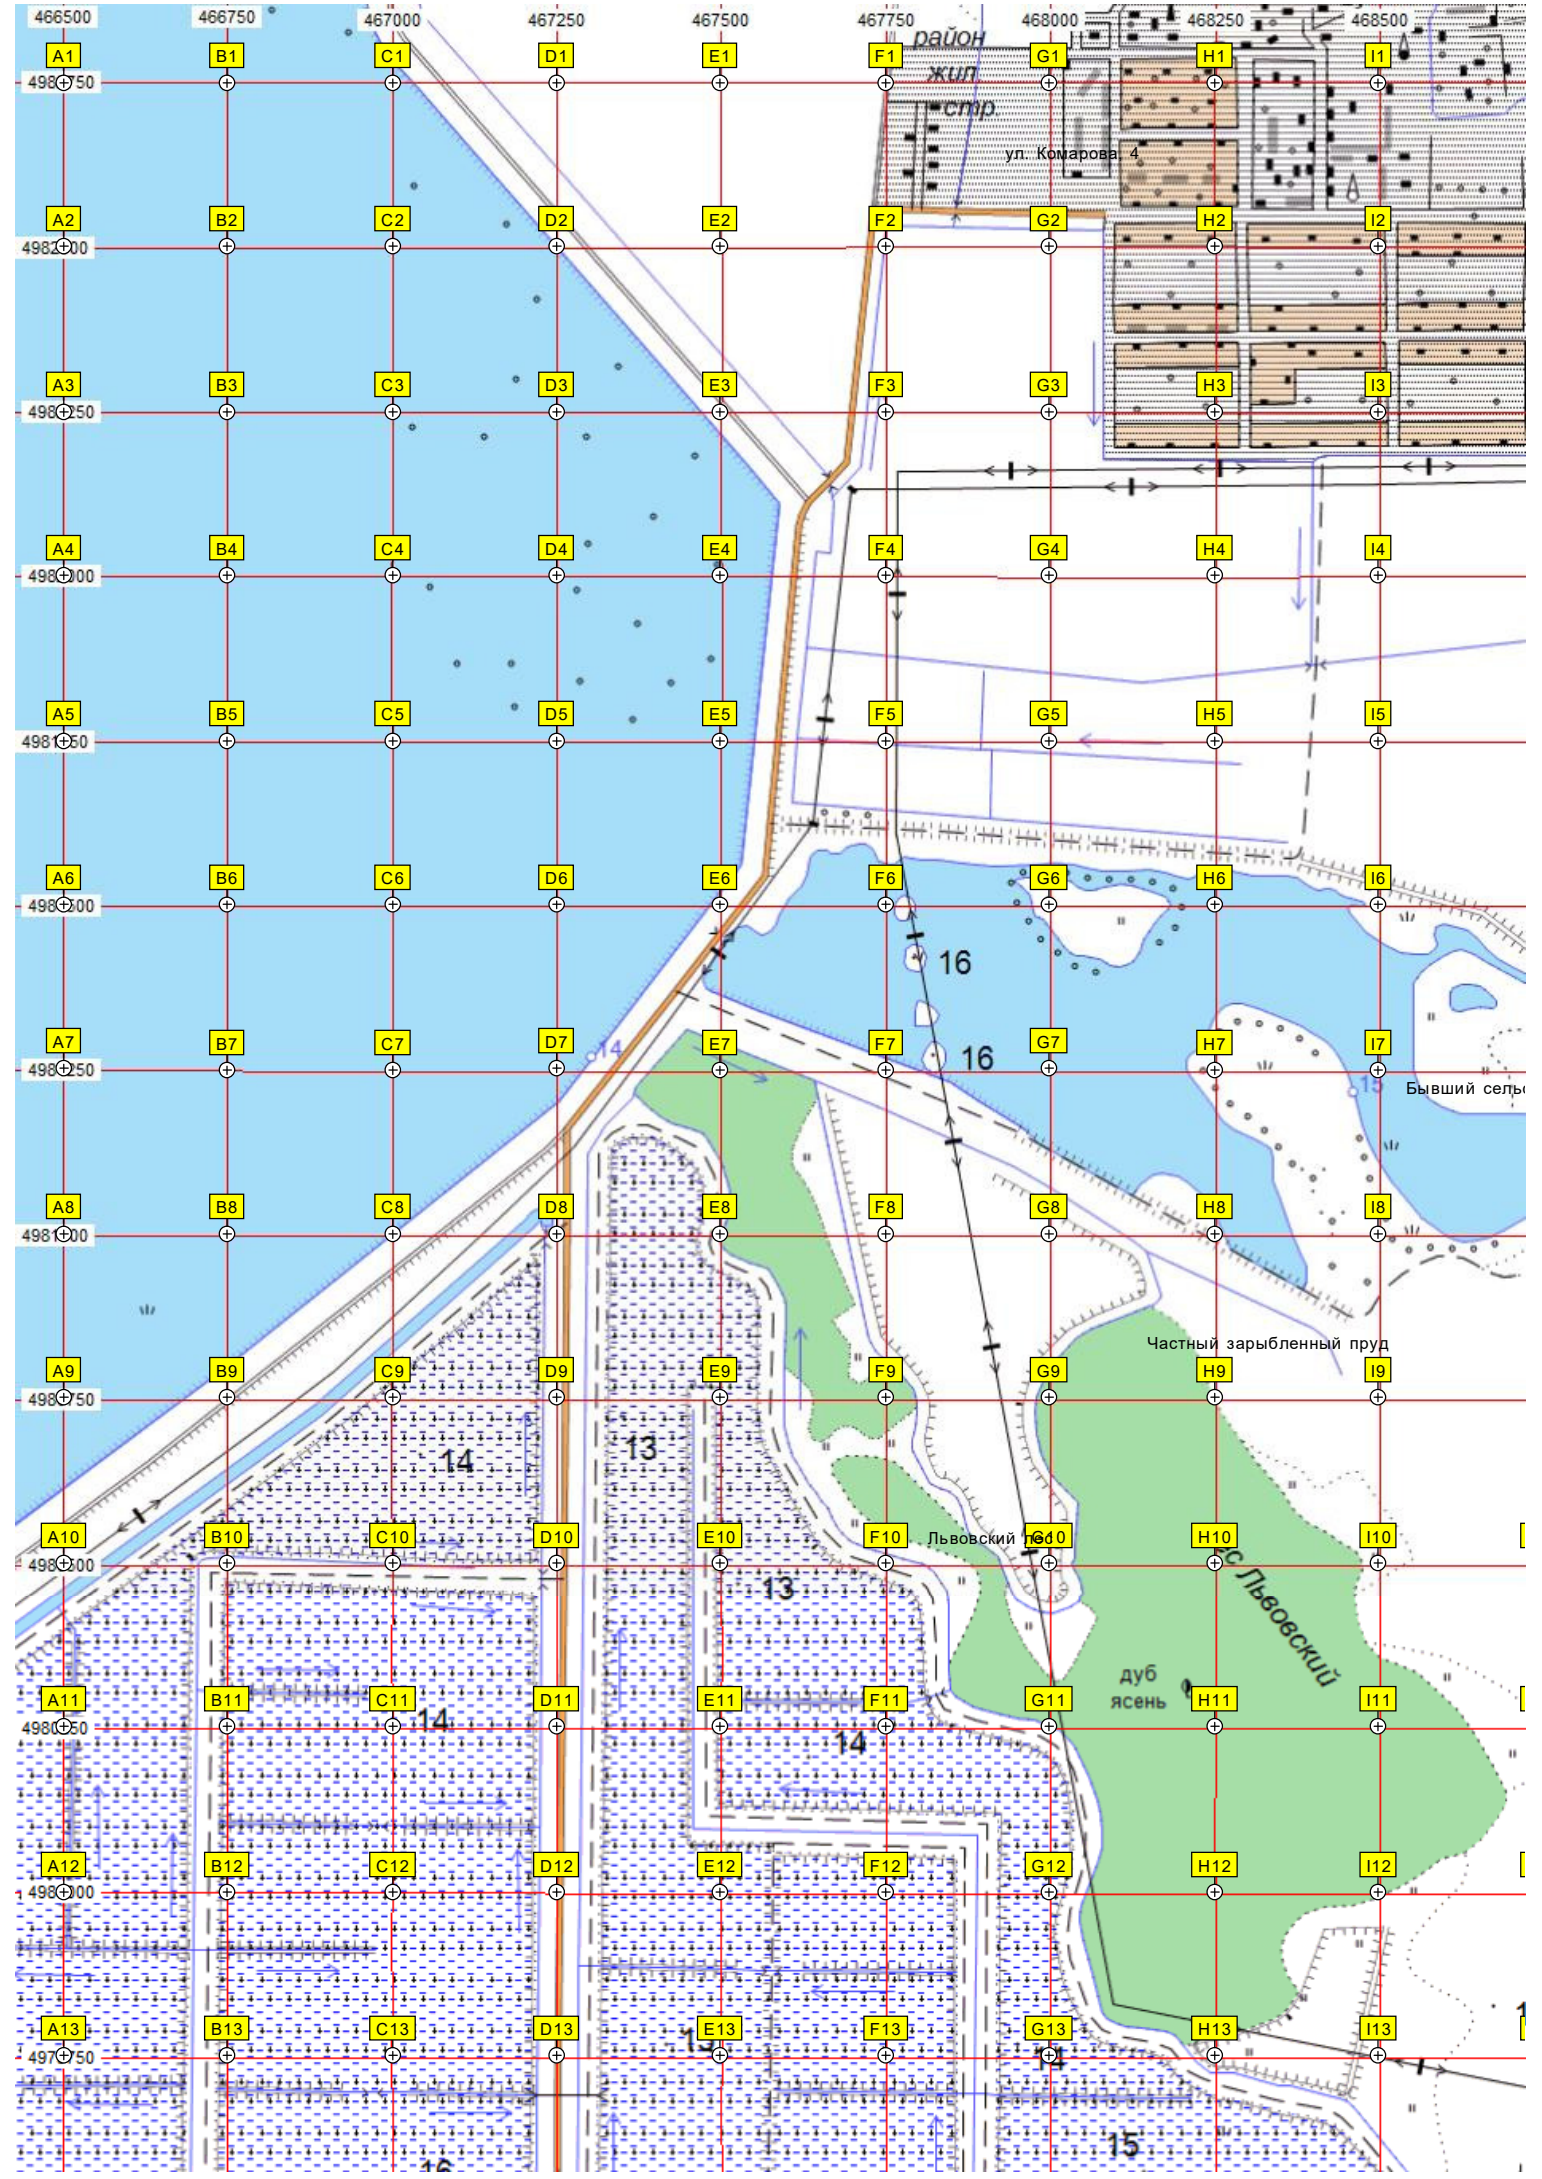 466500 466750 467000 467250 467500 467750 468000 468250 468500
район
A1 B1 C1 D1 E1 F1 G1 H1 I1
жил.
стр.
ул. Комарова, 4
A2 B2 C2 D2 E2 F2 G2 H2 I2
A3 B3 C3 D3 E3 F3 G3 H3 I3
A4 B4 C4 D4 E4 F4 G4 H4 I4
A5 B5 C5 D5 E5 F5 G5 H5 I5
A6 B6 C6 D6 E6 F6 G6 H6 I6
16
A7 B7 C7 D7 14 E7 F7 16 G7 H7 I7
15
Бывший сельс
A8 B8 C8 D8 E8 F8 G8 H8 I8
Частный зарыбленный пруд
A9 B9 C9 D9 E9 F9 G9 H9 I9
14 13
A10 B10 C10 D10 E10 F10 Львовский лес G10 H10 I10
13
Львовский
дуб
ясень
A11 B11 C11 D11 E11 F11 G11 H11 I11
14
14
A12 B12 C12 D12 E12 F12 G12 H12 I12
A13 B13 C13 D13 E13 F13 G13 H13 I13
13
14
15
16